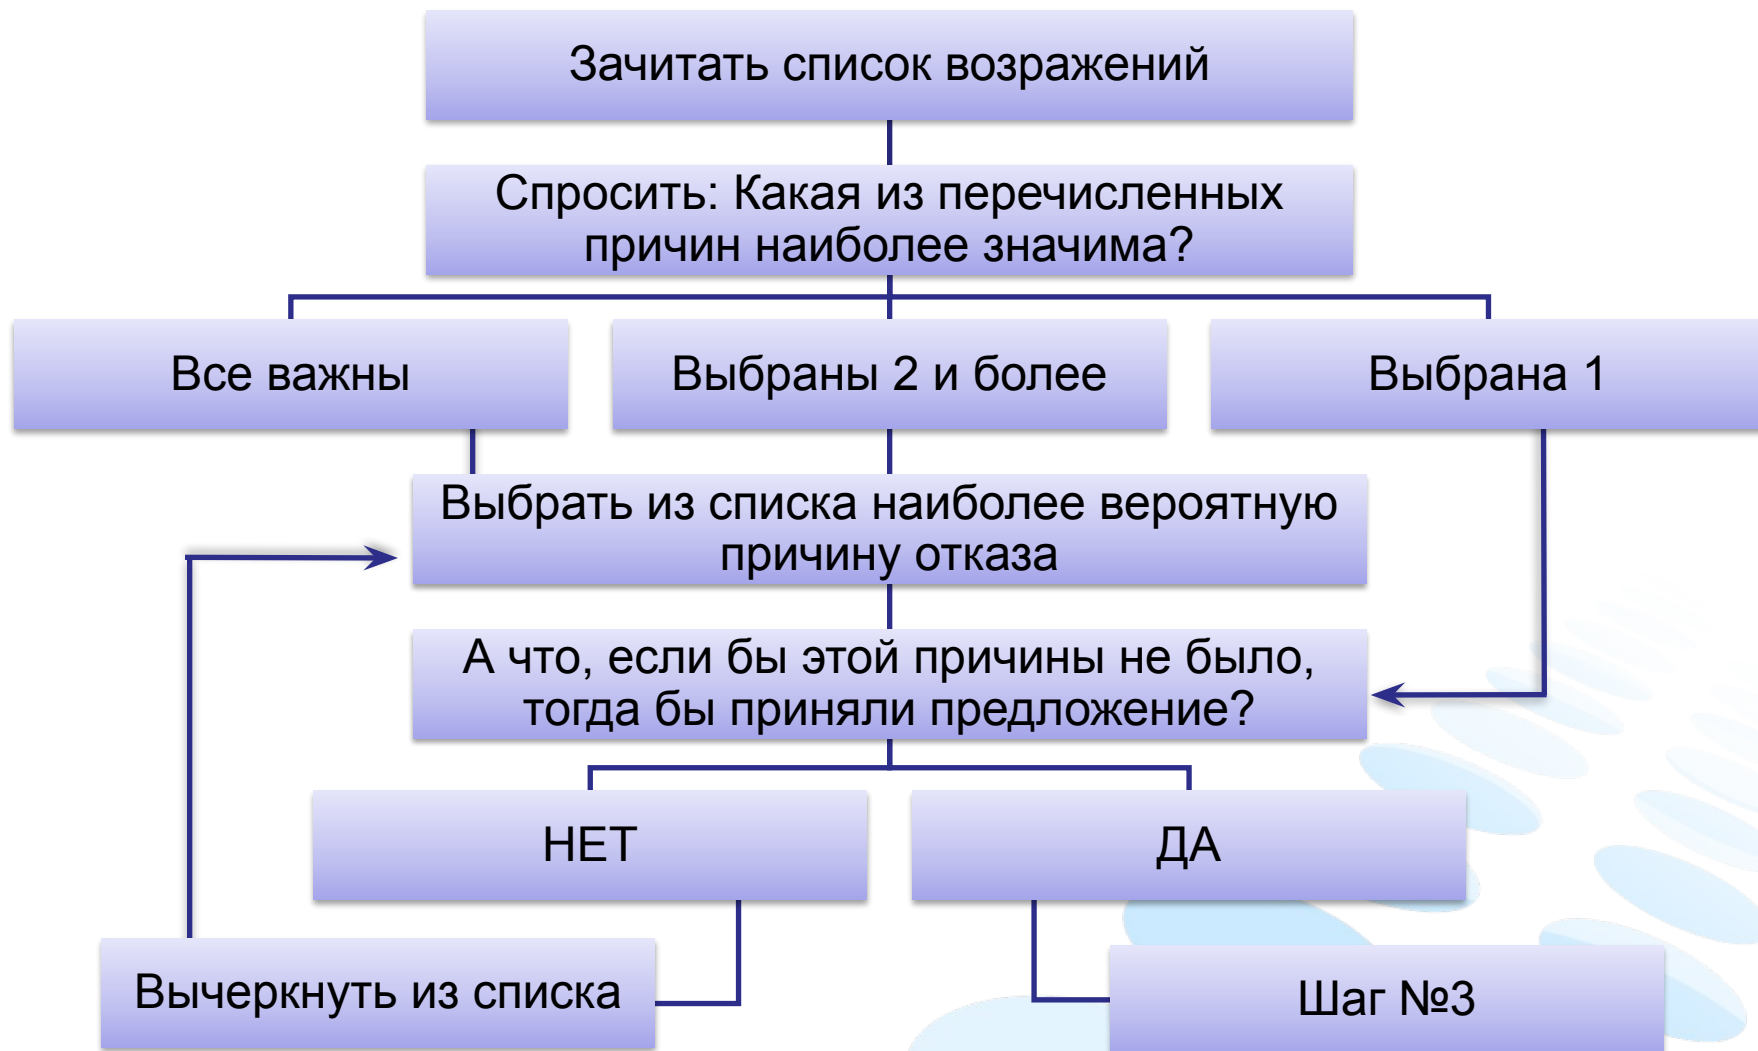 Зачитать список возражений
Спросить: Какая из перечисленных
причин наиболее значима?
Все важны
Выбраны 2 и более
Выбрана 1
Выбрать из списка наиболее вероятную
причину отказа
А что, если бы этой причины не было,
тогда бы приняли предложение?
НЕТ
ДА
Вычеркнуть из списка
Шаг №3